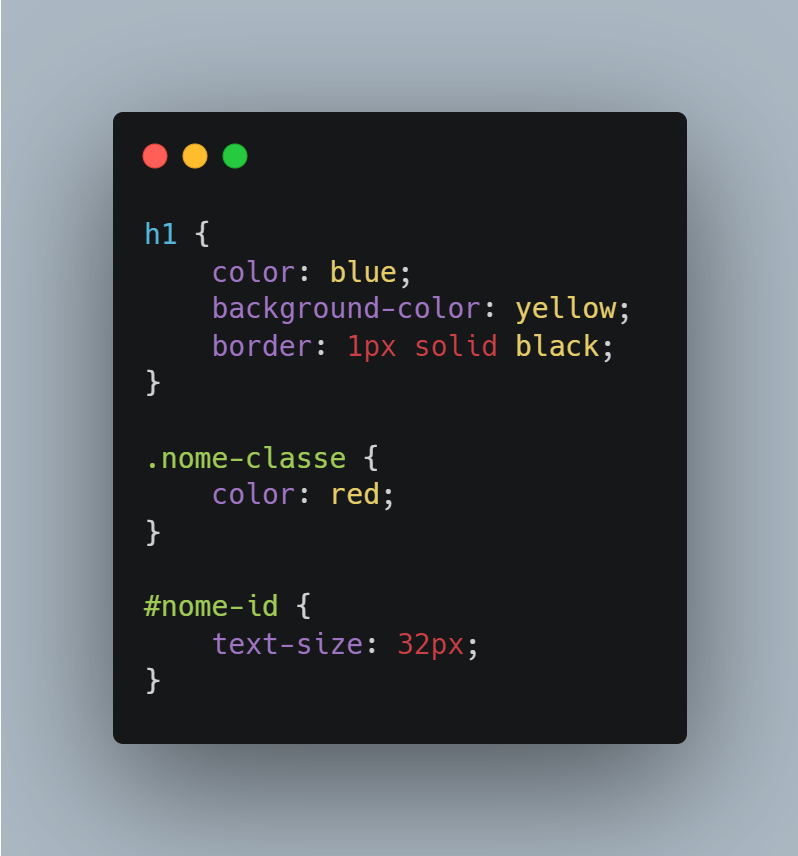 h1 {
    color: blue;
    background-color: yellow;
    border: 1px solid black;
}

.nome-classe {
    color: red;
}

#nome-id {
    text-size: 32px;
}